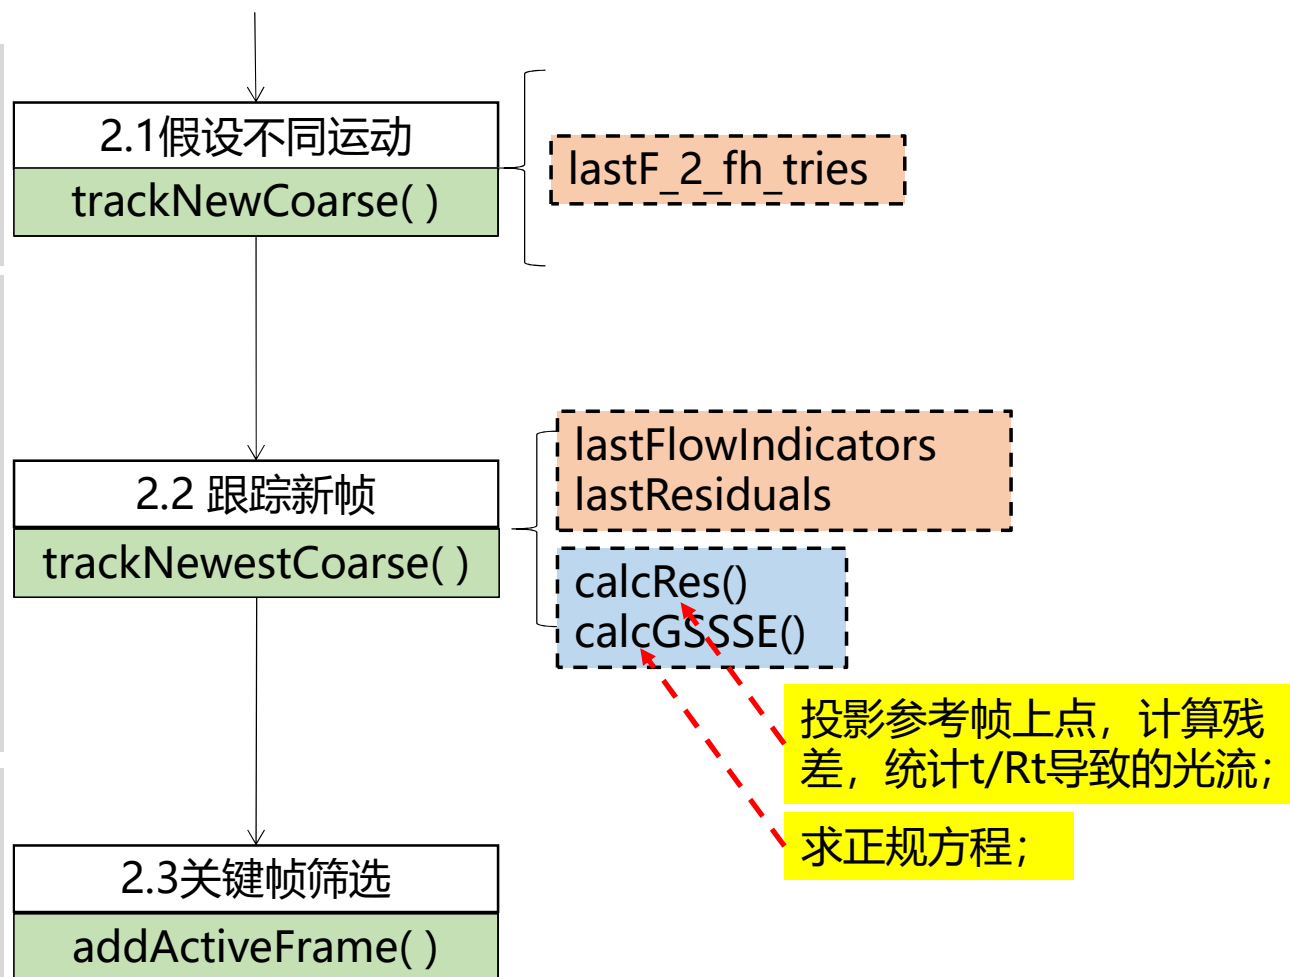 2.1假设不同运动
trackNewCoarse( )
lastF_2_fh_tries
2.2 跟踪新帧
trackNewestCoarse( )
lastFlowIndicators
lastResiduals
calcRes()
calcGSSSE()
投影参考帧上点，计算残
差，统计t/Rt导致的光流；
求正规方程；
2.3关键帧筛选
addActiveFrame( )